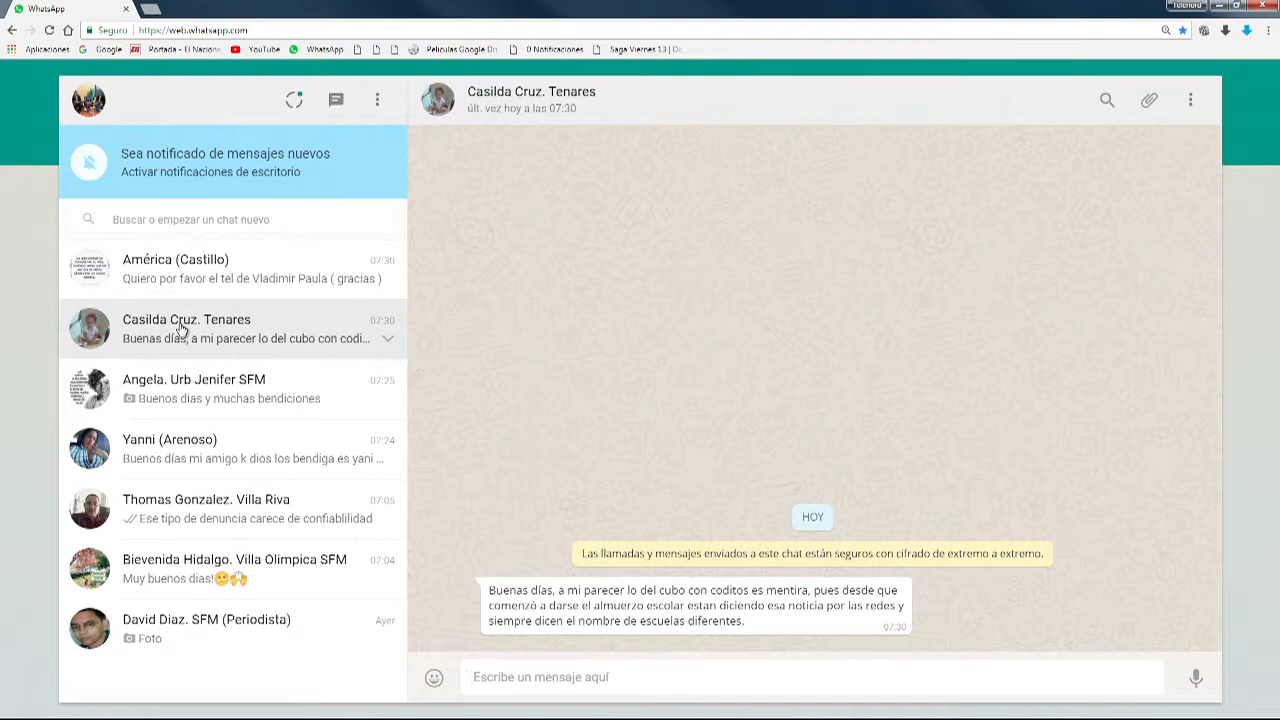 WhatsApp
Telenord
Seguro | https://web.whatsapp.com
Aplicaciones Google Portada - El Nacion YouTube WhatsApp Peliculas Google Dri 0 Notificaciones Saga Viernes 13 | De
Casilda Cruz. Tenares
últ. vez hoy a las 07:30
Sea notificado de mensajes nuevos
Activar notificaciones de escritorio
Buscar o empezar un chat nuevo
América (Castillo) 07:30
Quiero por favor el tel de Vladimir Paula ( gracias )
Casilda Cruz. Tenares 07:30
Buenas días, a mi parecer lo del cubo con codi...
Angela. Urb Jenifer SFM 07:25
Buenos dias y muchas bendiciones
Yanni (Arenoso) 07:24
Buenos días mi amigo k dios los bendiga es yani ...
Thomas Gonzalez. Villa Riva 07:05
Ese tipo de denuncia carece de confiablilidad
Bievenida Hidalgo. Villa Olimpica SFM 07:04
Muy buenos dias!
David Diaz. SFM (Periodista) Ayer
Foto
HOY
Las llamadas y mensajes enviados a este chat están seguros con cifrado de extremo a extremo.
Buenas días, a mi parecer lo del cubo con coditos es mentira, pues desde que
comenzó a darse el almuerzo escolar estan diciendo esa noticia por las redes y
siempre dicen el nombre de escuelas diferentes.
07:30
Escribe un mensaje aquí